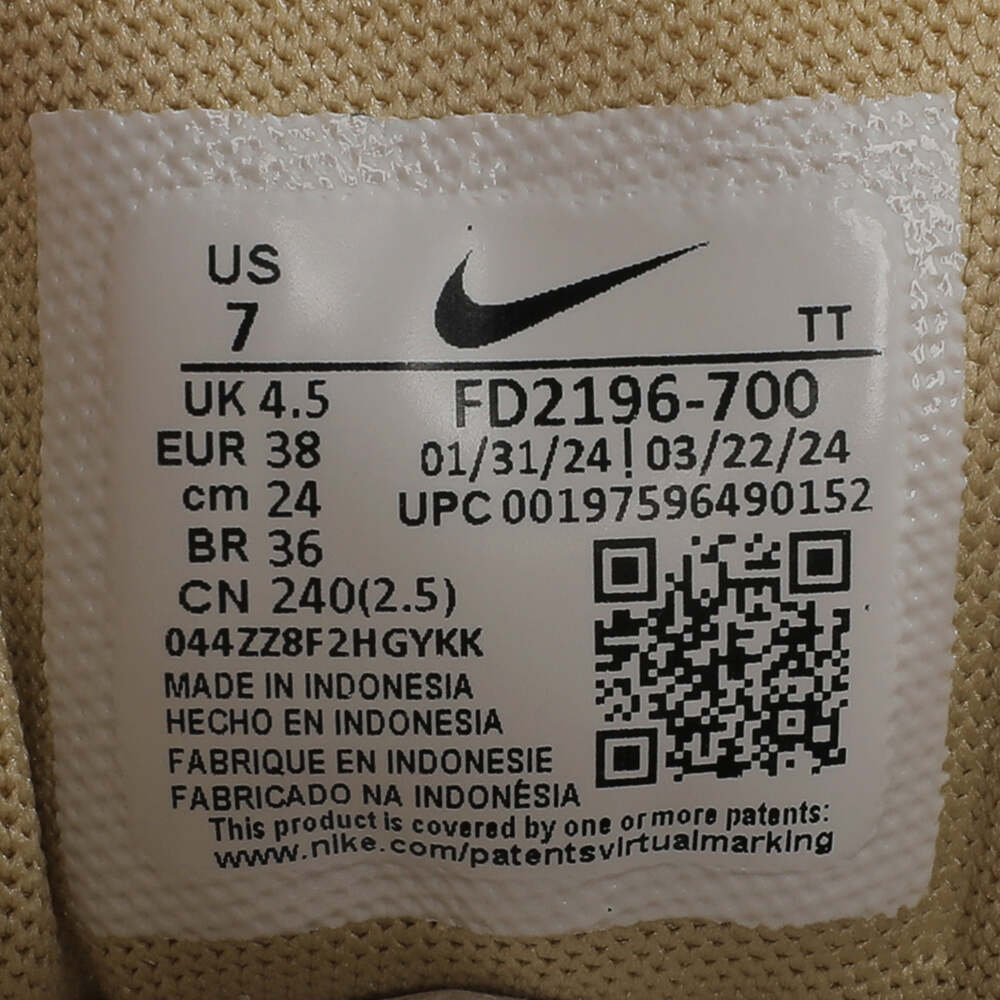 US
7
TT
UK 4.5
FD2196-700
EUR 38
01/31/24 | 03/22/24
cm 24
UPC 00197596490152
BR 36
CN 240(2.5)
044ZZ8F2HGYKK
MADE IN INDONESIA
HECHO EN INDONESIA
FABRIQUE EN INDONESIE
FABRICADO NA INDONÉSIA
This product is covered by one or more patents:
www.nike.com/patentsvirtualmarking